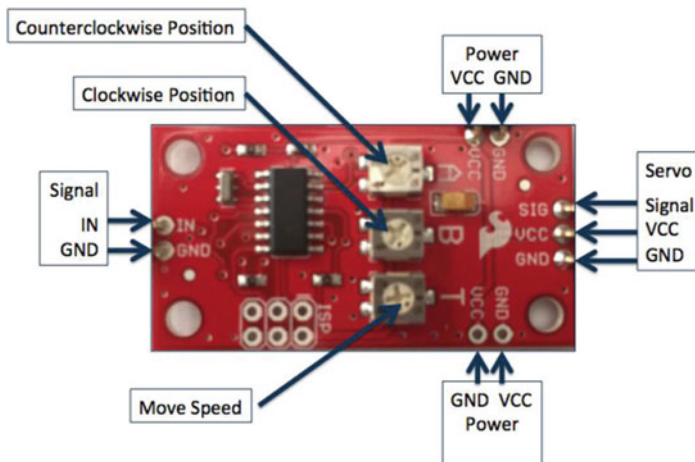 Counterclockwise Position
Clockwise Position
Power
VCC GND
Signal
IN
GND
Servo
Signal
VCC
GND
VCC
GND
A
IN
GND
SIG
VCC
GND
B
T
ISP
VCC
GND
Move Speed
GND VCC
Power